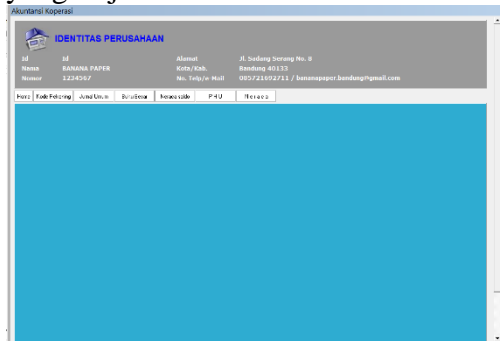 Akuntansi Koperasi
IDENTITAS PERUSAHAAN
Id Id Alamat Jl. Sadang Serang No. 8
Nama BANANA PAPER Kota/Kab. Bandung 40133
Nomor 1234567 No. Telp/e-Mail 085721692711 / bananapaper.bandung@gmail.com
Home Kode Rekening Jurnal Umum Buku Besar Neraca saldo P H U N e r a c a